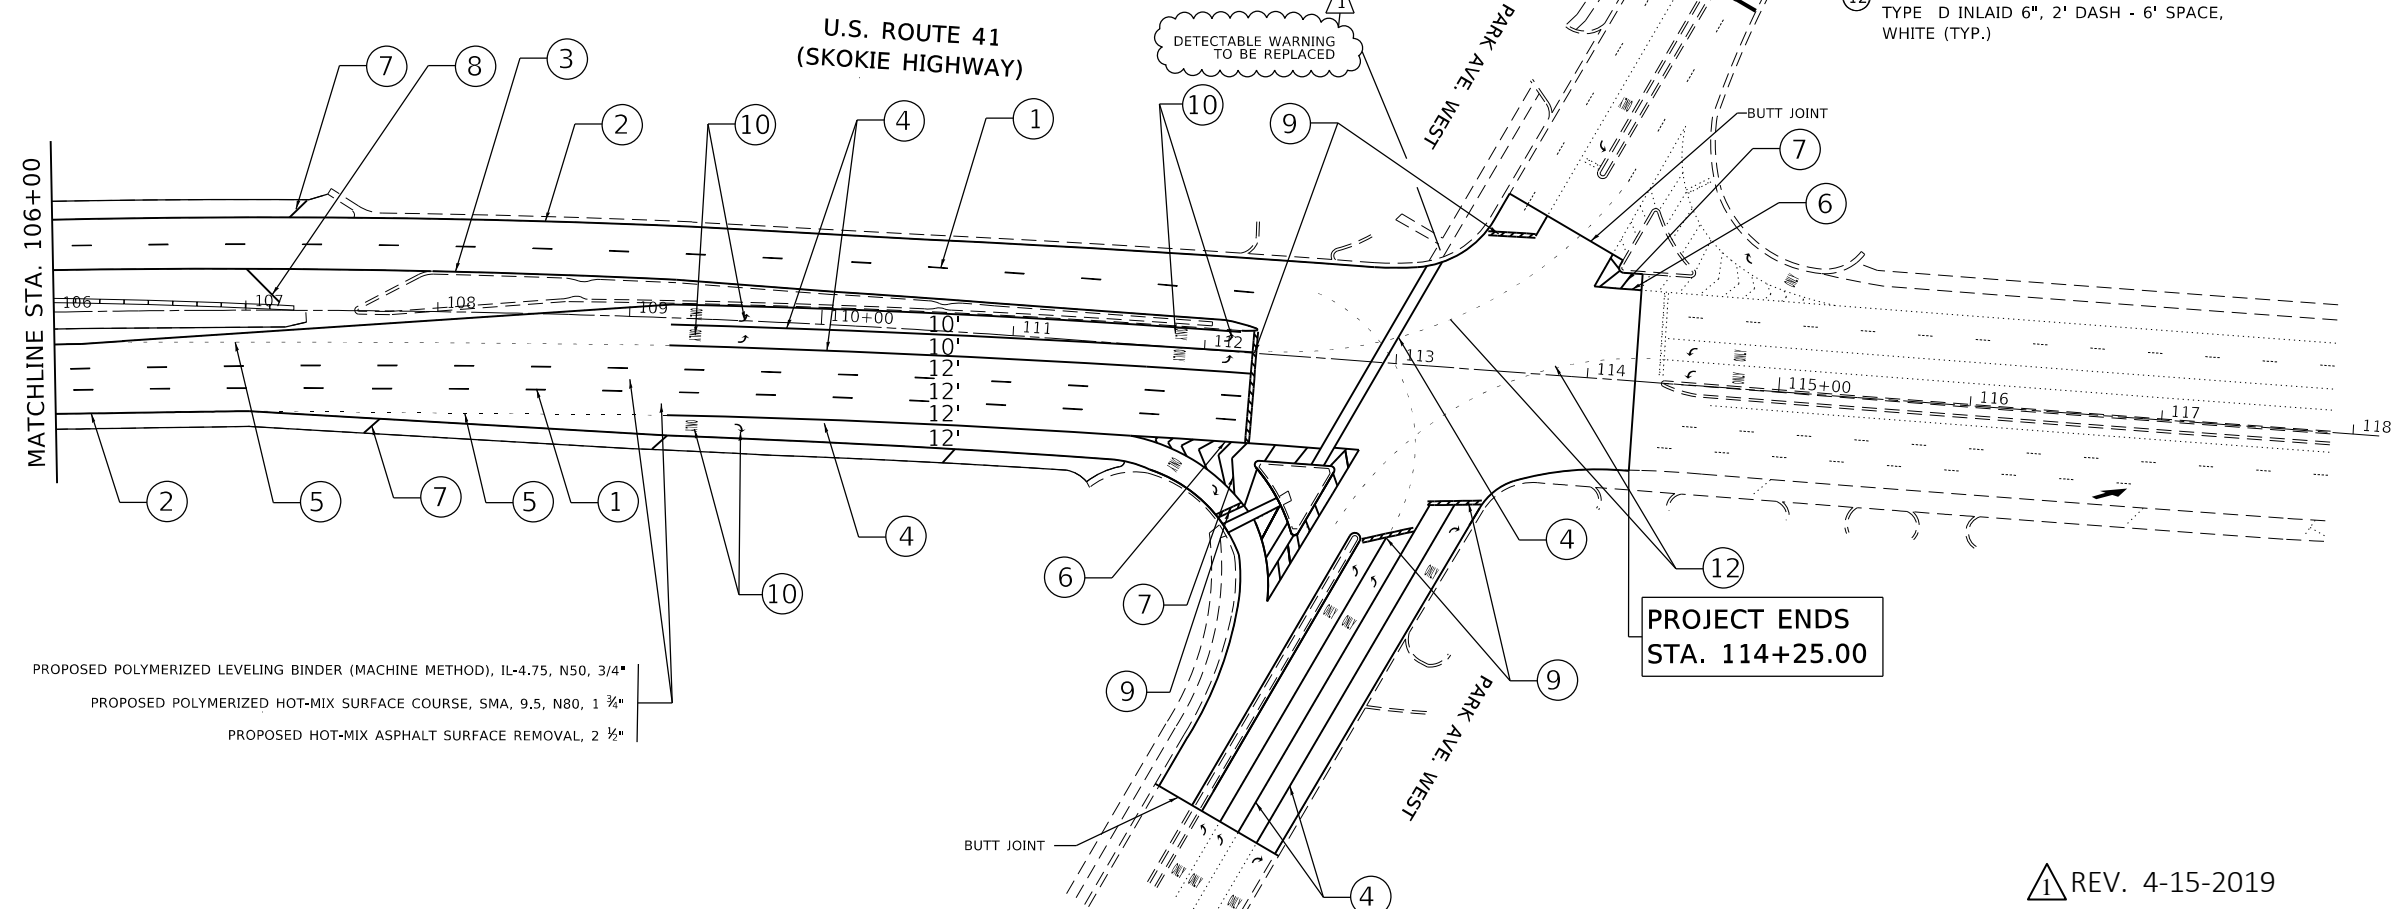 U.S. ROUTE 41
(SKOKIE HIGHWAY)
1
DETECTABLE WARNING
TO BE REPLACED
PARK AVE. WEST
12
TYPE D INLAID 6", 2' DASH - 6' SPACE,
WHITE (TYP.)
7
8
3
2
10
4
1
10
9
BUTT JOINT
7
6
MATCHLINE STA. 106+00
106
107
108
109
110+00
111
112
113
114
115+00
116
117
118
10'
10'
12'
12'
12'
12'
2
5
7
5
1
4
10
6
7
9
4
12
9
PROJECT ENDS
STA. 114+25.00
PROPOSED POLYMERIZED LEVELING BINDER (MACHINE METHOD), IL-4.75, N50, 3/4"
PROPOSED POLYMERIZED HOT-MIX SURFACE COURSE, SMA, 9.5, N80, 1 ¾"
PROPOSED HOT-MIX ASPHALT SURFACE REMOVAL, 2 ½"
PARK AVE. WEST
ONLY
ONLY
ONLY
BUTT JOINT
4
1 REV. 4-15-2019